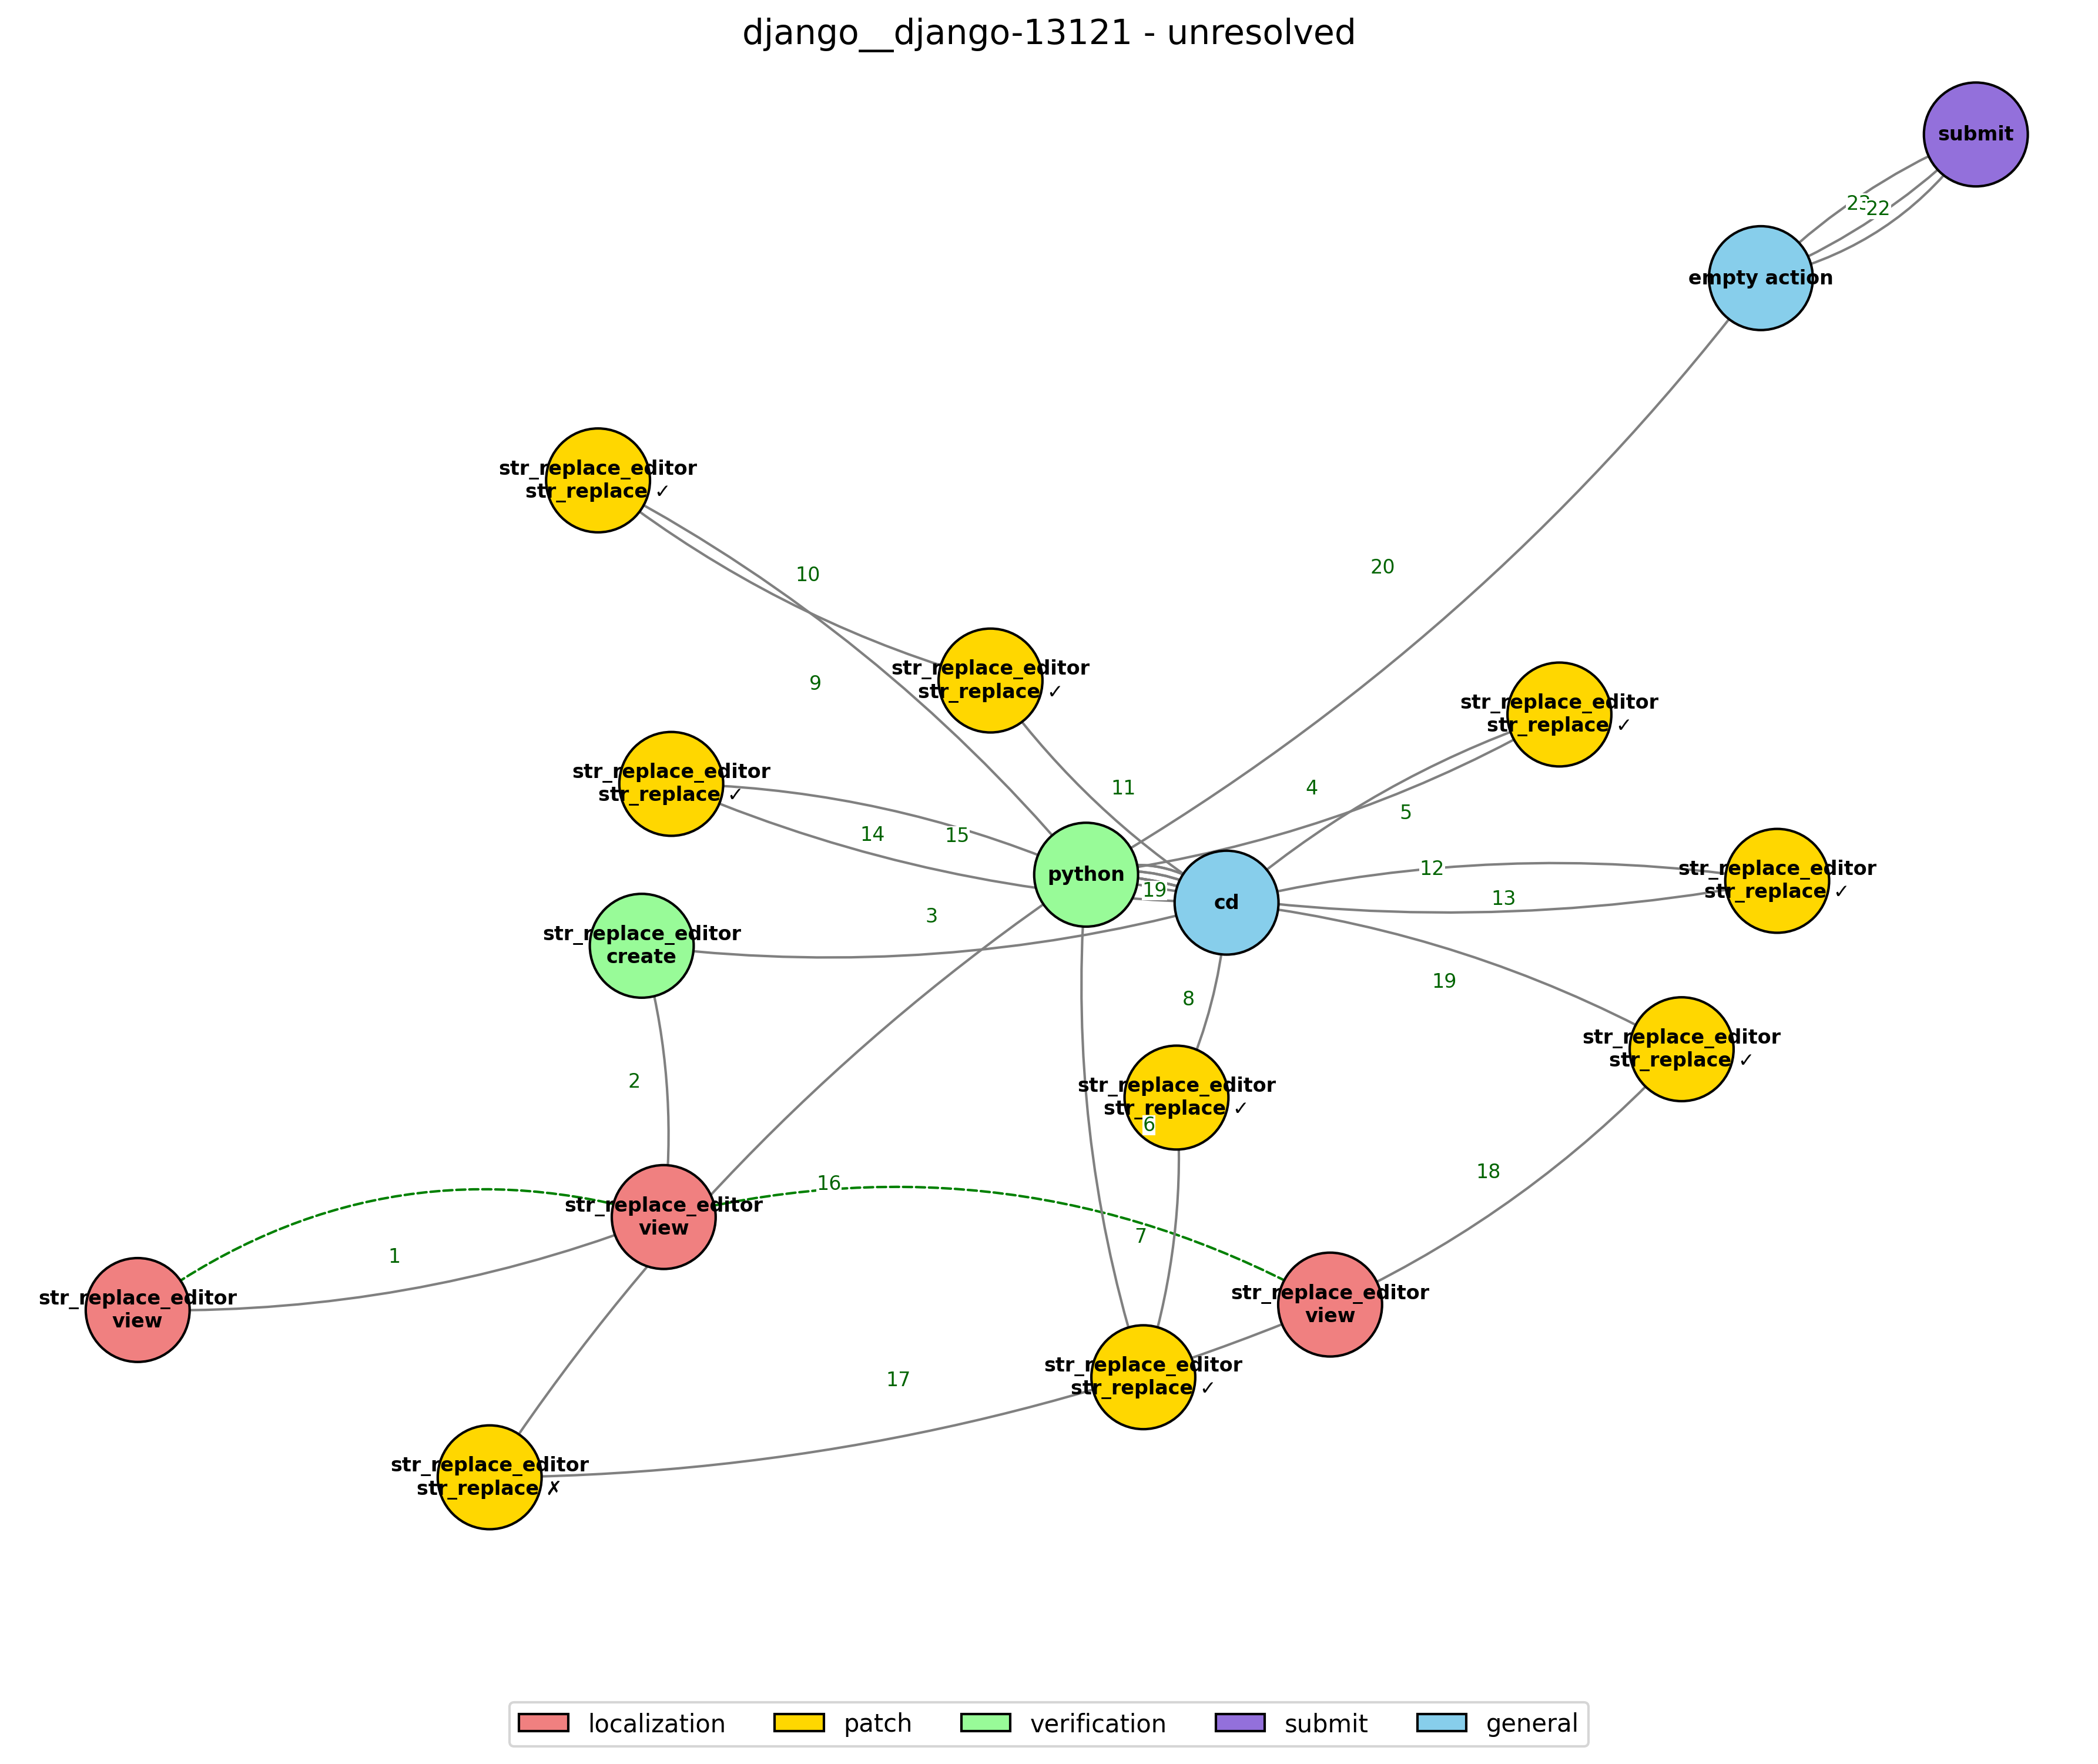 django__django-13121 - unresolved
submit
22
empty action
str_replace_editor
str_replace ✓
10
20
9
str_replace_editor
str_replace ✓
str_replace_editor
str_replace ✓
str_replace_editor
str_replace ✓
11
4
5
14
15
12
python
19
cd
13
str_replace_editor
str_replace ✓
3
str_replace_editor
create
19
8
str_replace_editor
str_replace ✓
2
str_replace_editor
str_replace ✓
6
16
18
str_replace_editor
view
7
1
str_replace_editor
view
str_replace_editor
view
17
str_replace_editor
str_replace ✓
str_replace_editor
str_replace ✗
localization
patch
verification
submit
general